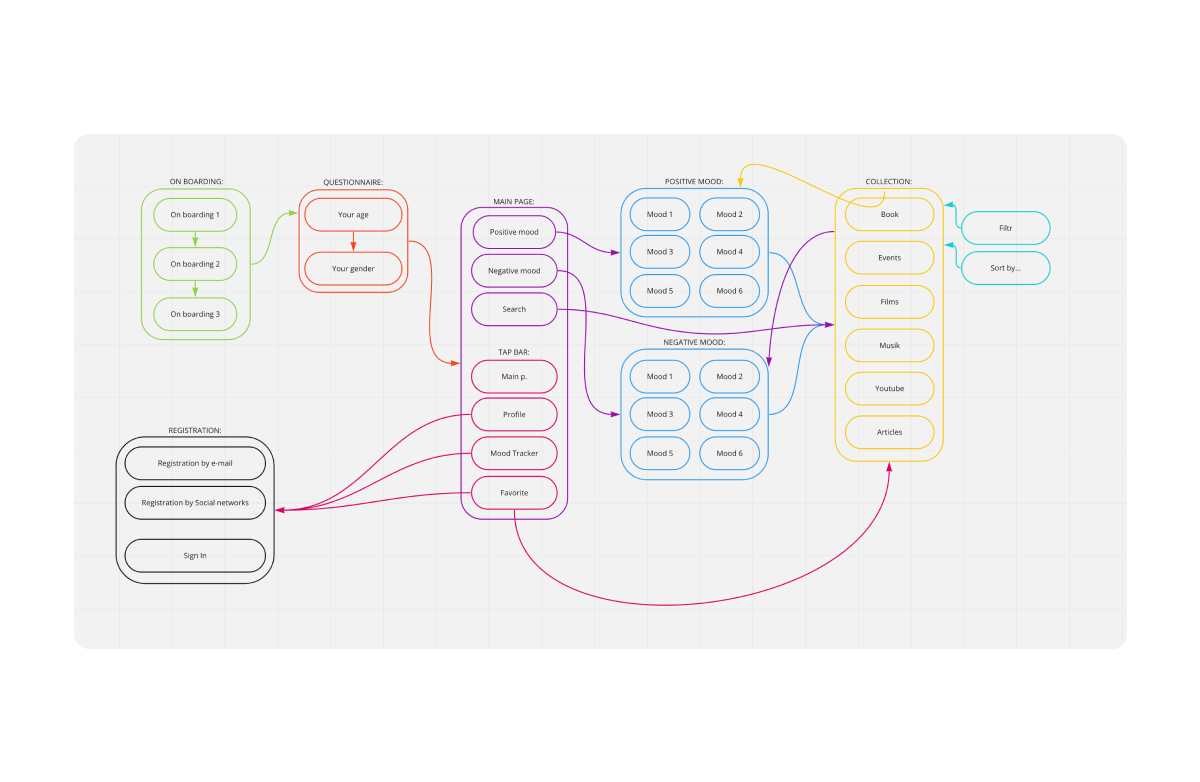 ON BOARDING:
On boarding 1
On boarding 2
On boarding 3
QUESTIONNAIRE:
Your age
Your gender
MAIN PAGE:
Positive mood
Negative mood
Search
TAP BAR:
Main p.
Profile
Mood Tracker
Favorite
REGISTRATION:
Registration by e-mail
Registration by Social networks
Sign In
POSITIVE MOOD:
Mood 1
Mood 2
Mood 3
Mood 4
Mood 5
Mood 6
NEGATIVE MOOD:
Mood 1
Mood 2
Mood 3
Mood 4
Mood 5
Mood 6
COLLECTION:
Book
Events
Films
Musik
Youtube
Articles
Filtr
Sort by...